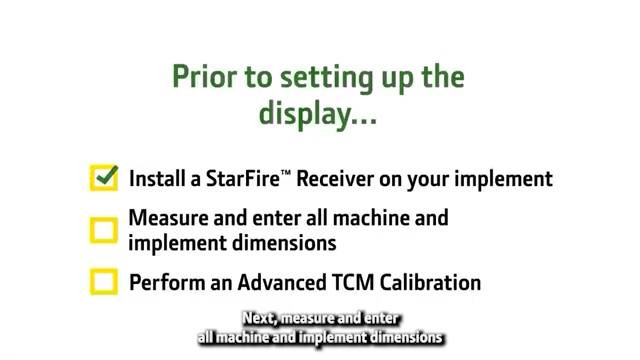 Prior to setting up the
display...
Install a StarFire™ Receiver on your implement
Measure and enter all machine and
implement dimensions
Perform an Advanced TCM Calibration
Next, measure and enter
all machine and implement dimensions